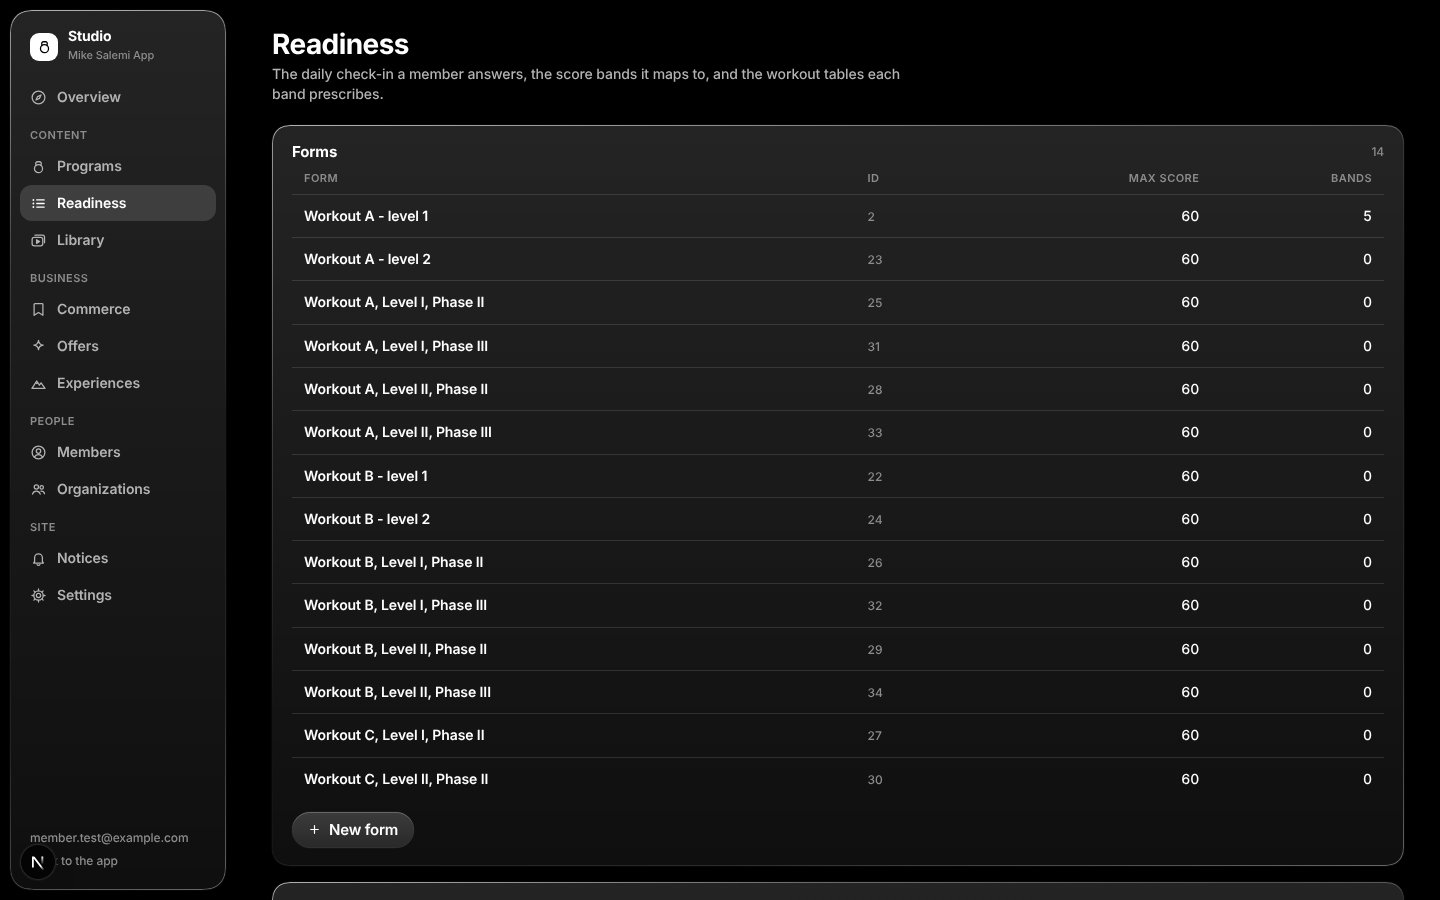 Studio
Mike Salemi App
Overview
CONTENT
Programs
Readiness
Library
BUSINESS
Commerce
Offers
Experiences
PEOPLE
Members
Organizations
SITE
Notices
Settings
member.test@example.com
to the app
Readiness
The daily check-in a member answers, the score bands it maps to, and the workout tables each
band prescribes.
Forms 14
FORM ID MAX SCORE BANDS
Workout A - level 1 2 60 5
Workout A - level 2 23 60 0
Workout A, Level I, Phase II 25 60 0
Workout A, Level I, Phase III 31 60 0
Workout A, Level II, Phase II 28 60 0
Workout A, Level II, Phase III 33 60 0
Workout B - level 1 22 60 0
Workout B - level 2 24 60 0
Workout B, Level I, Phase II 26 60 0
Workout B, Level I, Phase III 32 60 0
Workout B, Level II, Phase II 29 60 0
Workout B, Level II, Phase III 34 60 0
Workout C, Level I, Phase II 27 60 0
Workout C, Level II, Phase II 30 60 0
+ New form